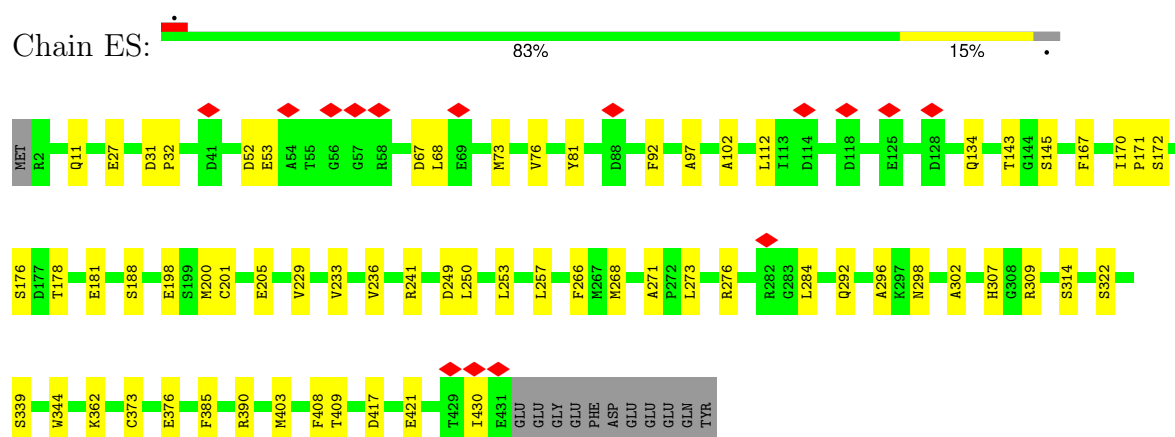 Chain ES:
83% 15%
MET R2 Q11 E27 D31 P32 D41 D52 E53 A54 T55 G56 G57 R58 D67 L68 E69 M73 V76 Y81 D88 F92 A97 A102 L112 I113 D114 D118 E125 D128 Q134 T143 G144 S145 F167 I170 P171 S172
S176 D177 T178 E181 S188 E198 S199 M200 C201 E205 V229 V233 V236 R241 D249 L250 L253 L257 F266 M267 M268 A271 P272 L273 R276 R282 G283 L284 Q292 A296 K297 N298 A302 H307 G308 R309 S314 S322
S339 W344 K362 C373 E376 F385 R390 M403 F408 T409 D417 E421 T429 I430 E431 GLU GLU GLY GLU PHE ASP GLU GLU GLU GLN TYR